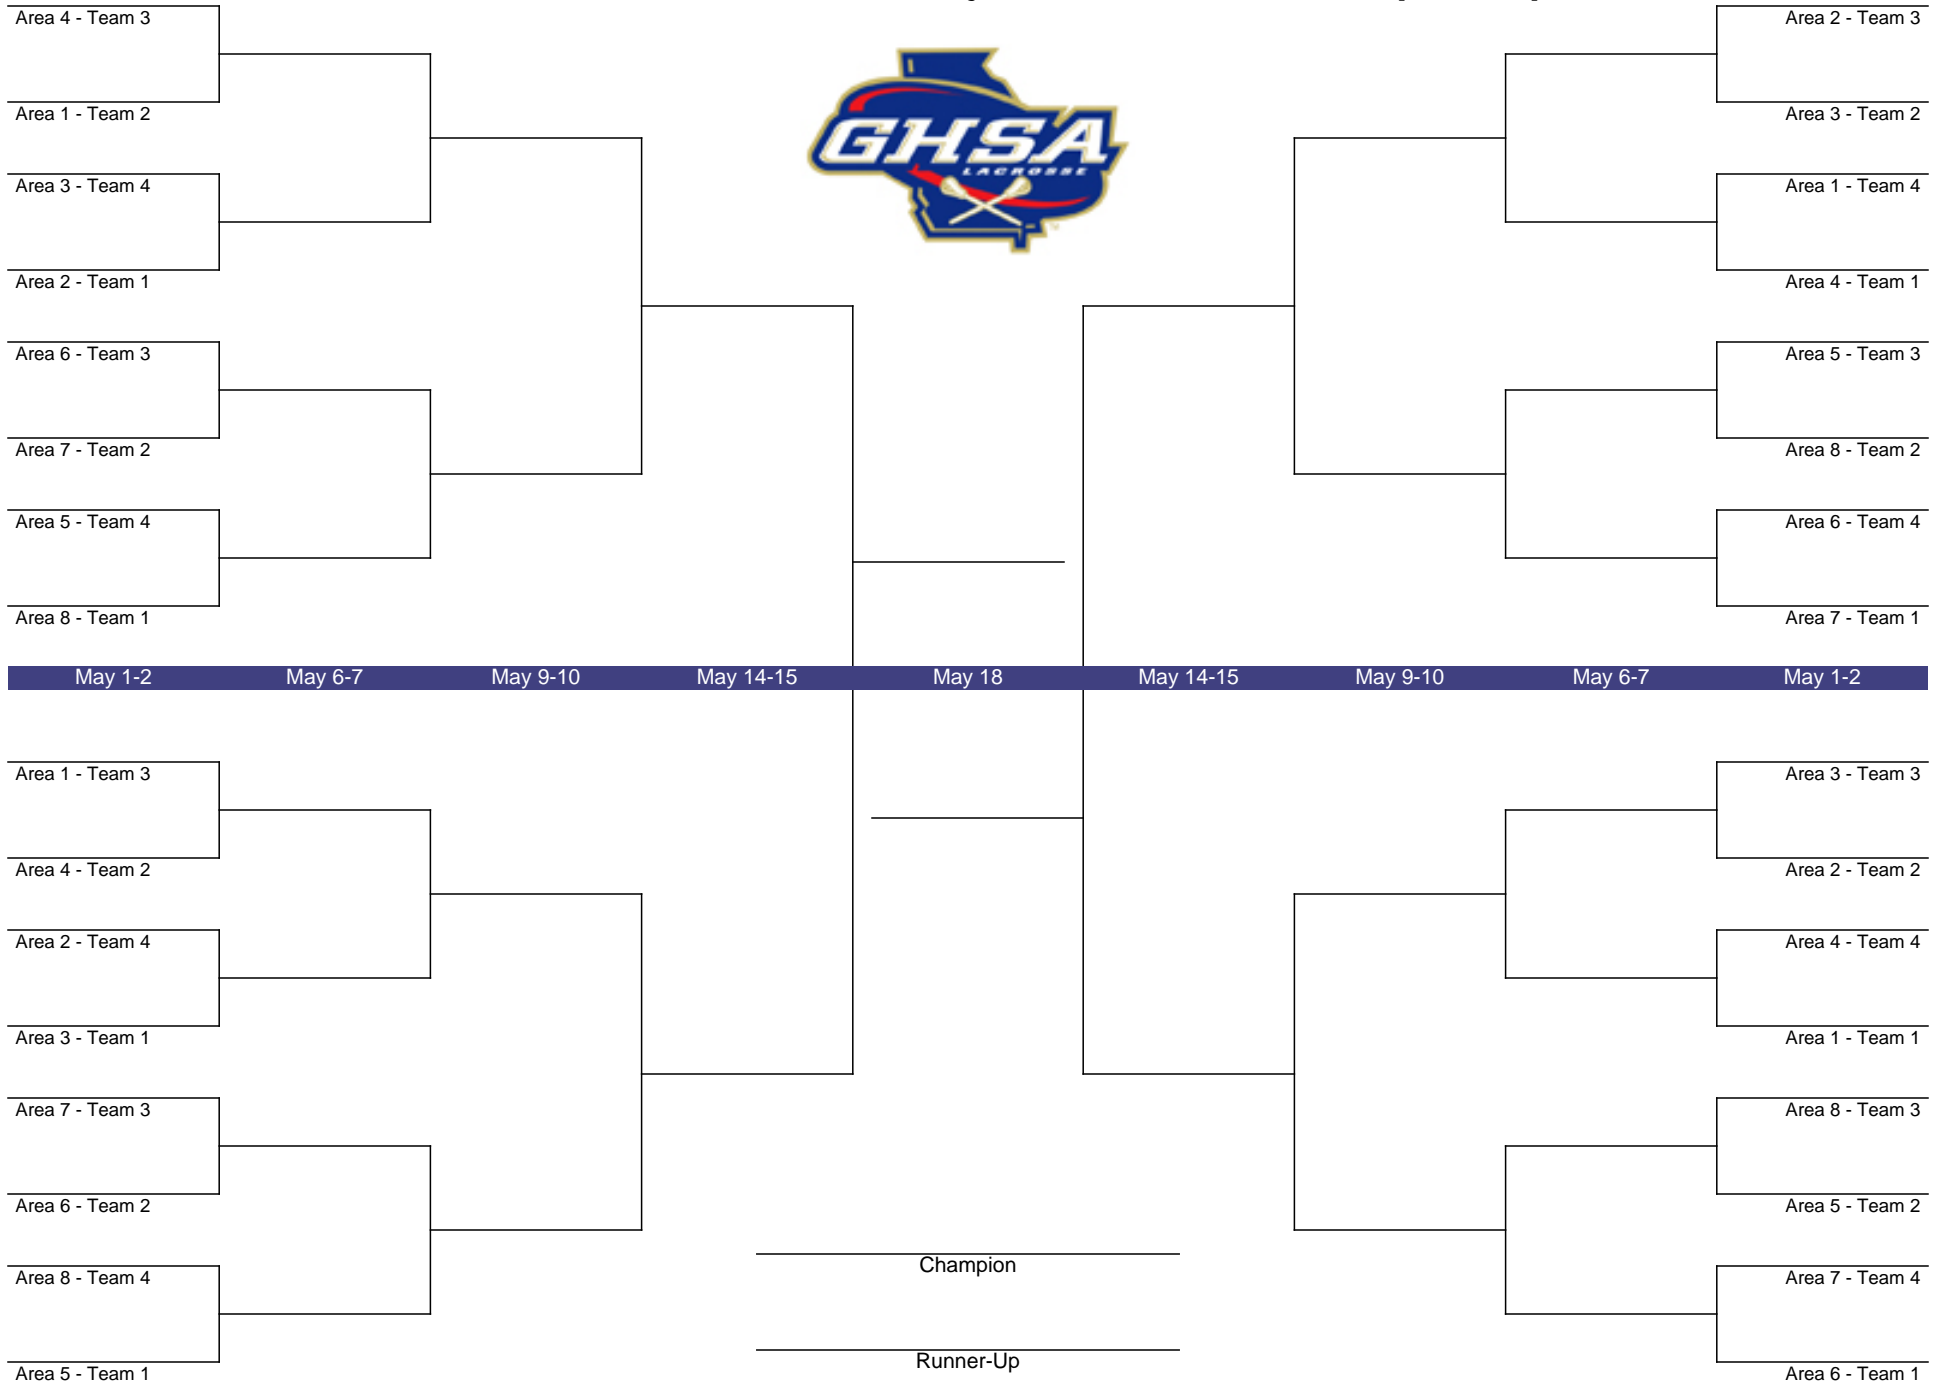 Area 4 - Team 3
Area 1 - Team 2
Area 3 - Team 4
Area 2 - Team 1
Area 6 - Team 3
Area 7 - Team 2
Area 5 - Team 4
Area 8 - Team 1
GHSA
LACROSSE
TM
Area 2 - Team 3
Area 3 - Team 2
Area 1 - Team 4
Area 4 - Team 1
Area 5 - Team 3
Area 8 - Team 2
Area 6 - Team 4
Area 7 - Team 1
May 1-2 May 6-7 May 9-10 May 14-15 May 18 May 14-15 May 9-10 May 6-7 May 1-2
Area 1 - Team 3
Area 4 - Team 2
Area 2 - Team 4
Area 3 - Team 1
Area 7 - Team 3
Area 6 - Team 2
Area 8 - Team 4
Area 5 - Team 1
Champion
Runner-Up
Area 3 - Team 3
Area 2 - Team 2
Area 4 - Team 4
Area 1 - Team 1
Area 8 - Team 3
Area 5 - Team 2
Area 7 - Team 4
Area 6 - Team 1